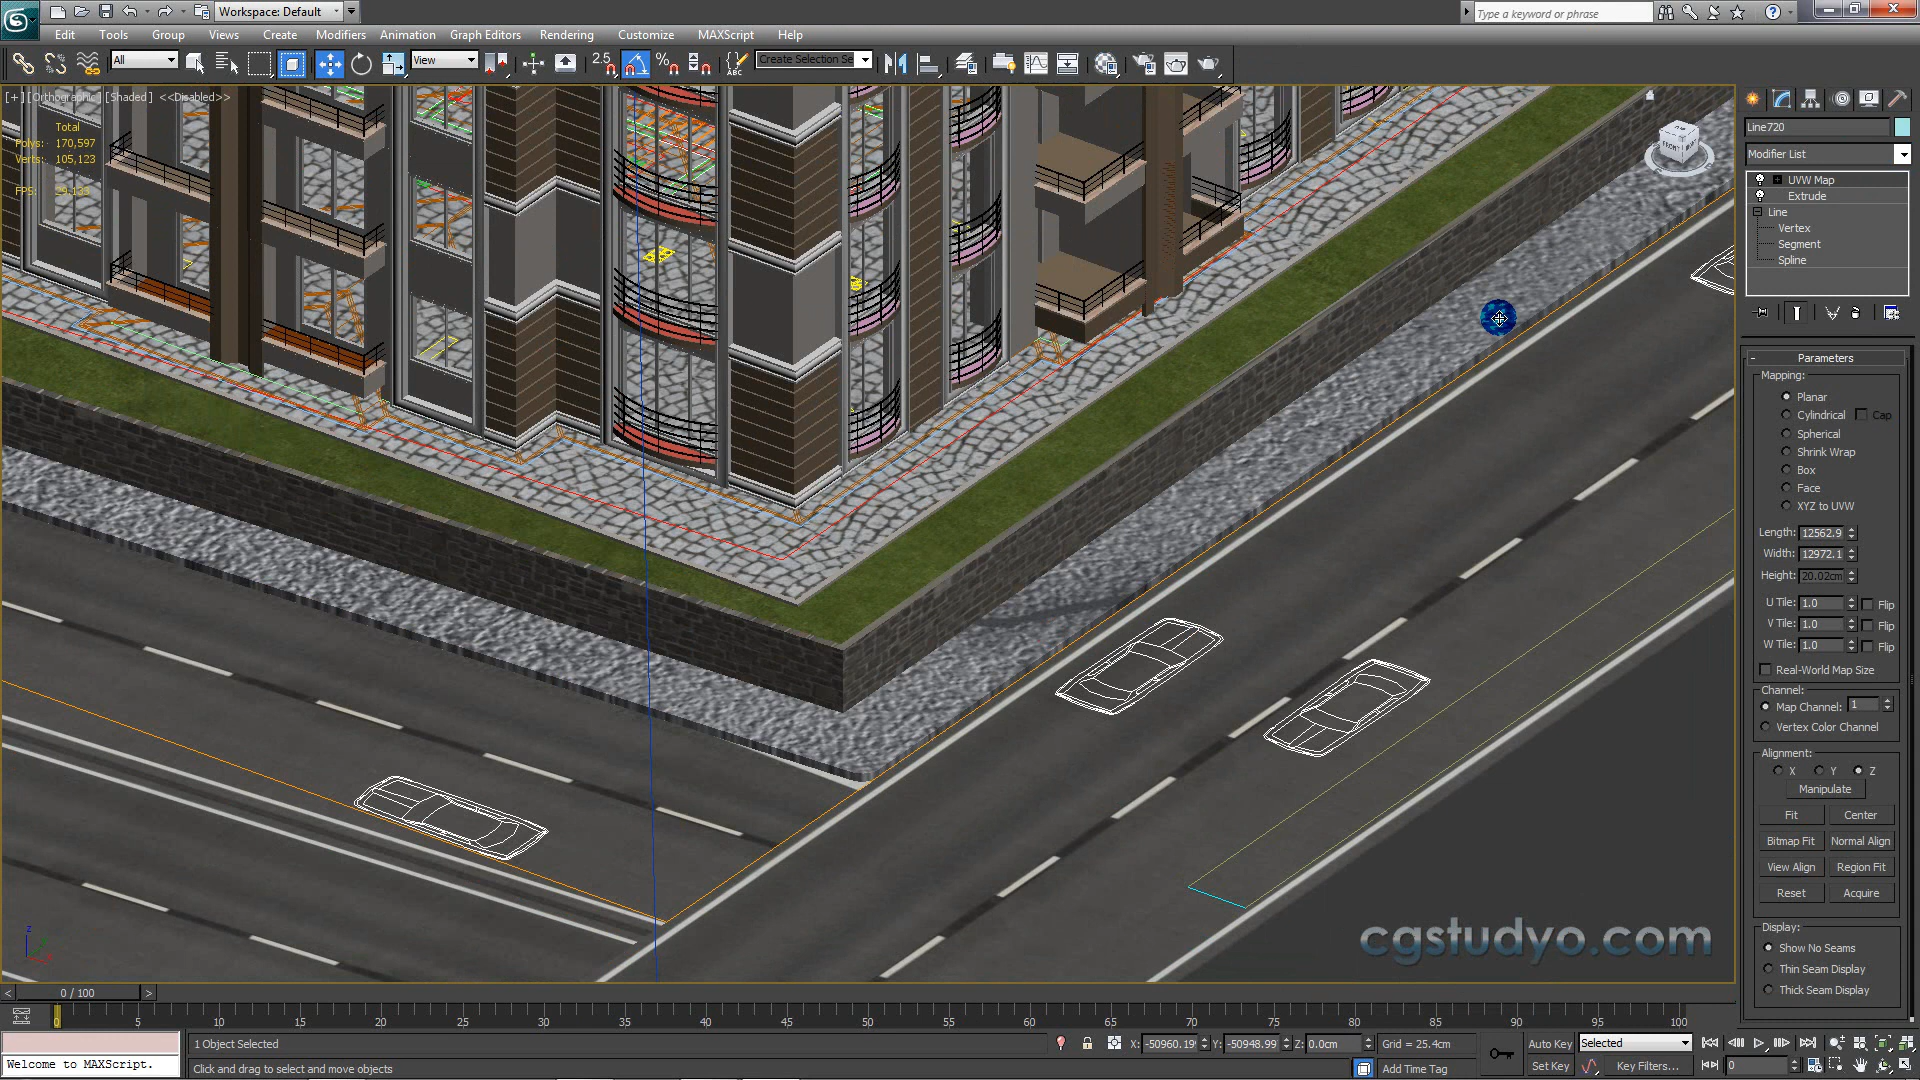 Workspace: Default
Type a keyword or phrase
Edit Tools Group Views Create Modifiers Animation Graph Editors Rendering Customize MAXScript Help
All
View
2.5
Create Selection Se
[+] [Orthographic] [Shaded] <<Disabled>>
Total
Polys: 170,597
Verts: 105,123
FPS:
FRONT
Line720
Modifier List
UVW Map
Extrude
Line
Vertex
Segment
Spline
Parameters
Mapping:
Planar
Cylindrical Cap
Spherical
Shrink Wrap
Box
Face
XYZ to UVW
Length: 12562.9
Width: 12972.1
Height: 20.02cm
U Tile: 1.0 Flip
V Tile: 1.0 Flip
W Tile: 1.0 Flip
Real-World Map Size
Channel:
Map Channel: 1
Vertex Color Channel
Alignment:
X Y Z
Manipulate
Fit Center
Bitmap Fit Normal Align
View Align Region Fit
Reset Acquire
Display:
Show No Seams
Thin Seam Display
Thick Seam Display
cgstudyo.com
z
< 0 / 100 >
0 5 10 15 20 25 30 35 40 45 50 55 60 65 70 75 80 85 90 95 100
1 Object Selected
X: -50960.19 Y: -50948.99 Z: 0.0cm Grid = 25.4cm
Auto Key Selected
Welcome to MAXScript.
Click and drag to select and move objects
Add Time Tag
Set Key Key Filters... 0